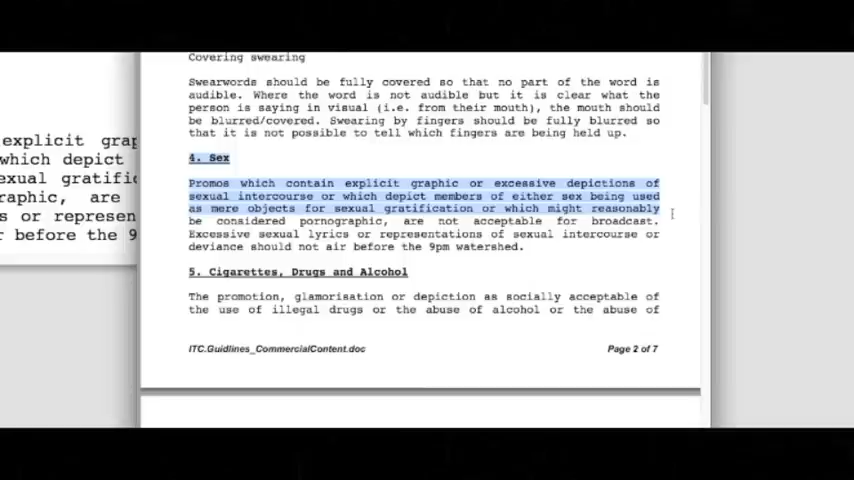 Covering swearing
Swearwords should be fully covered so that no part of the word is
audible. Where the word is not audible but it is clear what the
person is saying in visual (i.e. from their mouth), the mouth should
be blurred/covered. Swearing by fingers should be fully blurred so
that it is not possible to tell which fingers are being held up.
4. Sex
Promos which contain explicit graphic or excessive depictions of
sexual intercourse or which depict members of either sex being used
as mere objects for sexual gratification or which might reasonably
be considered pornographic, are not acceptable for broadcast.
Excessive sexual lyrics or representations of sexual intercourse or
deviance should not air before the 9pm watershed.
5. Cigarettes, Drugs and Alcohol
The promotion, glamorisation or depiction as socially acceptable of
the use of illegal drugs or the abuse of alcohol or the abuse of
ITC.Guidlines_CommercialContent.doc
Page 2 of 7
explicit grap
which depict
exual gratific
raphic, are
s or represen
r before the 9